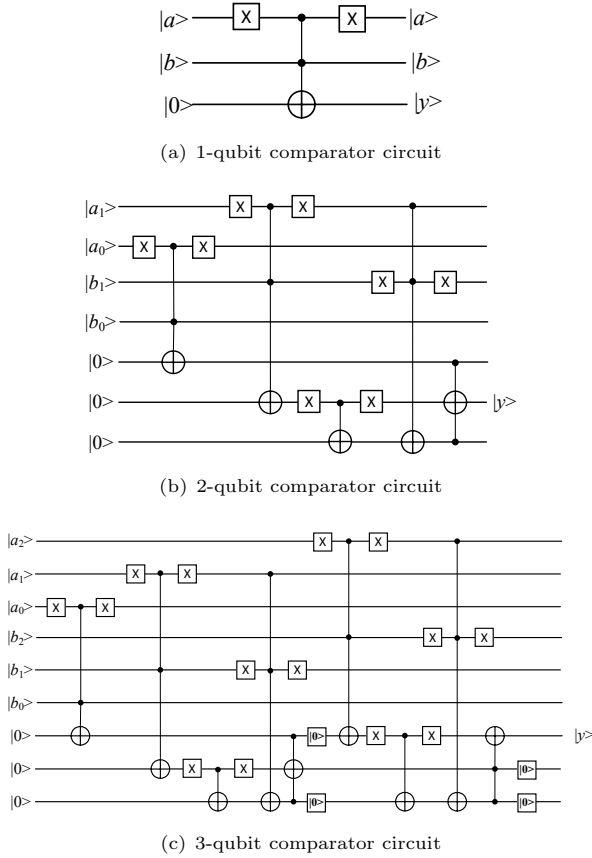 |a> X X |a>
|b> |b>
|0> |y>
(a) 1-qubit comparator circuit
|a₁> X X
|a₀> X X
|b₁> X X
|b₀>
|0>
|0> X X |y>
|0>
(b) 2-qubit comparator circuit
|a₂> X X
|a₁> X X
|a₀> X X
|b₂> X X
|b₁> X X
|b₀>
|0> |0> X X |y>
|0> X X |0>
|0> |0> |0>
(c) 3-qubit comparator circuit